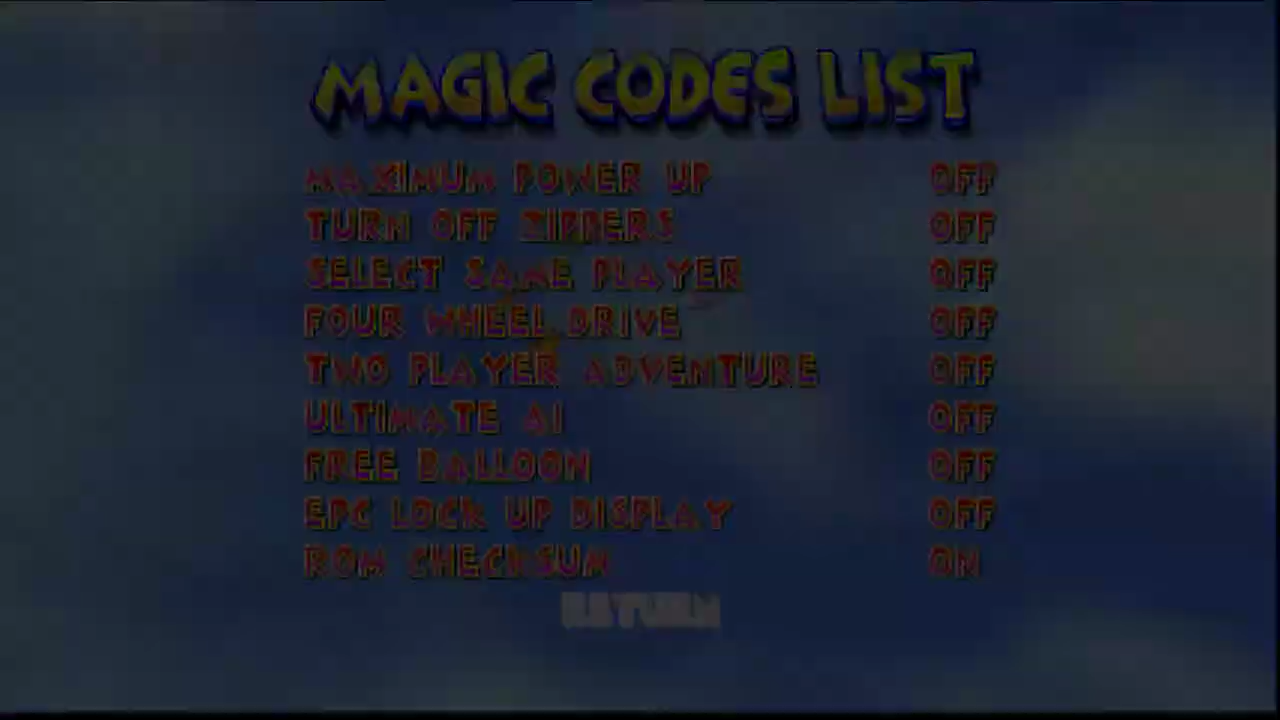 MAGIC CODES LIST
MAXIMUM POWER UP OFF
TURN OFF ZIPPERS OFF
SELECT SAME PLAYER OFF
FOUR WHEEL DRIVE OFF
TWO PLAYER ADVENTURE OFF
ULTIMATE AI OFF
FREE BALLOON OFF
EPC LOCK UP DISPLAY OFF
ROM CHECKSUM ON
RETURN